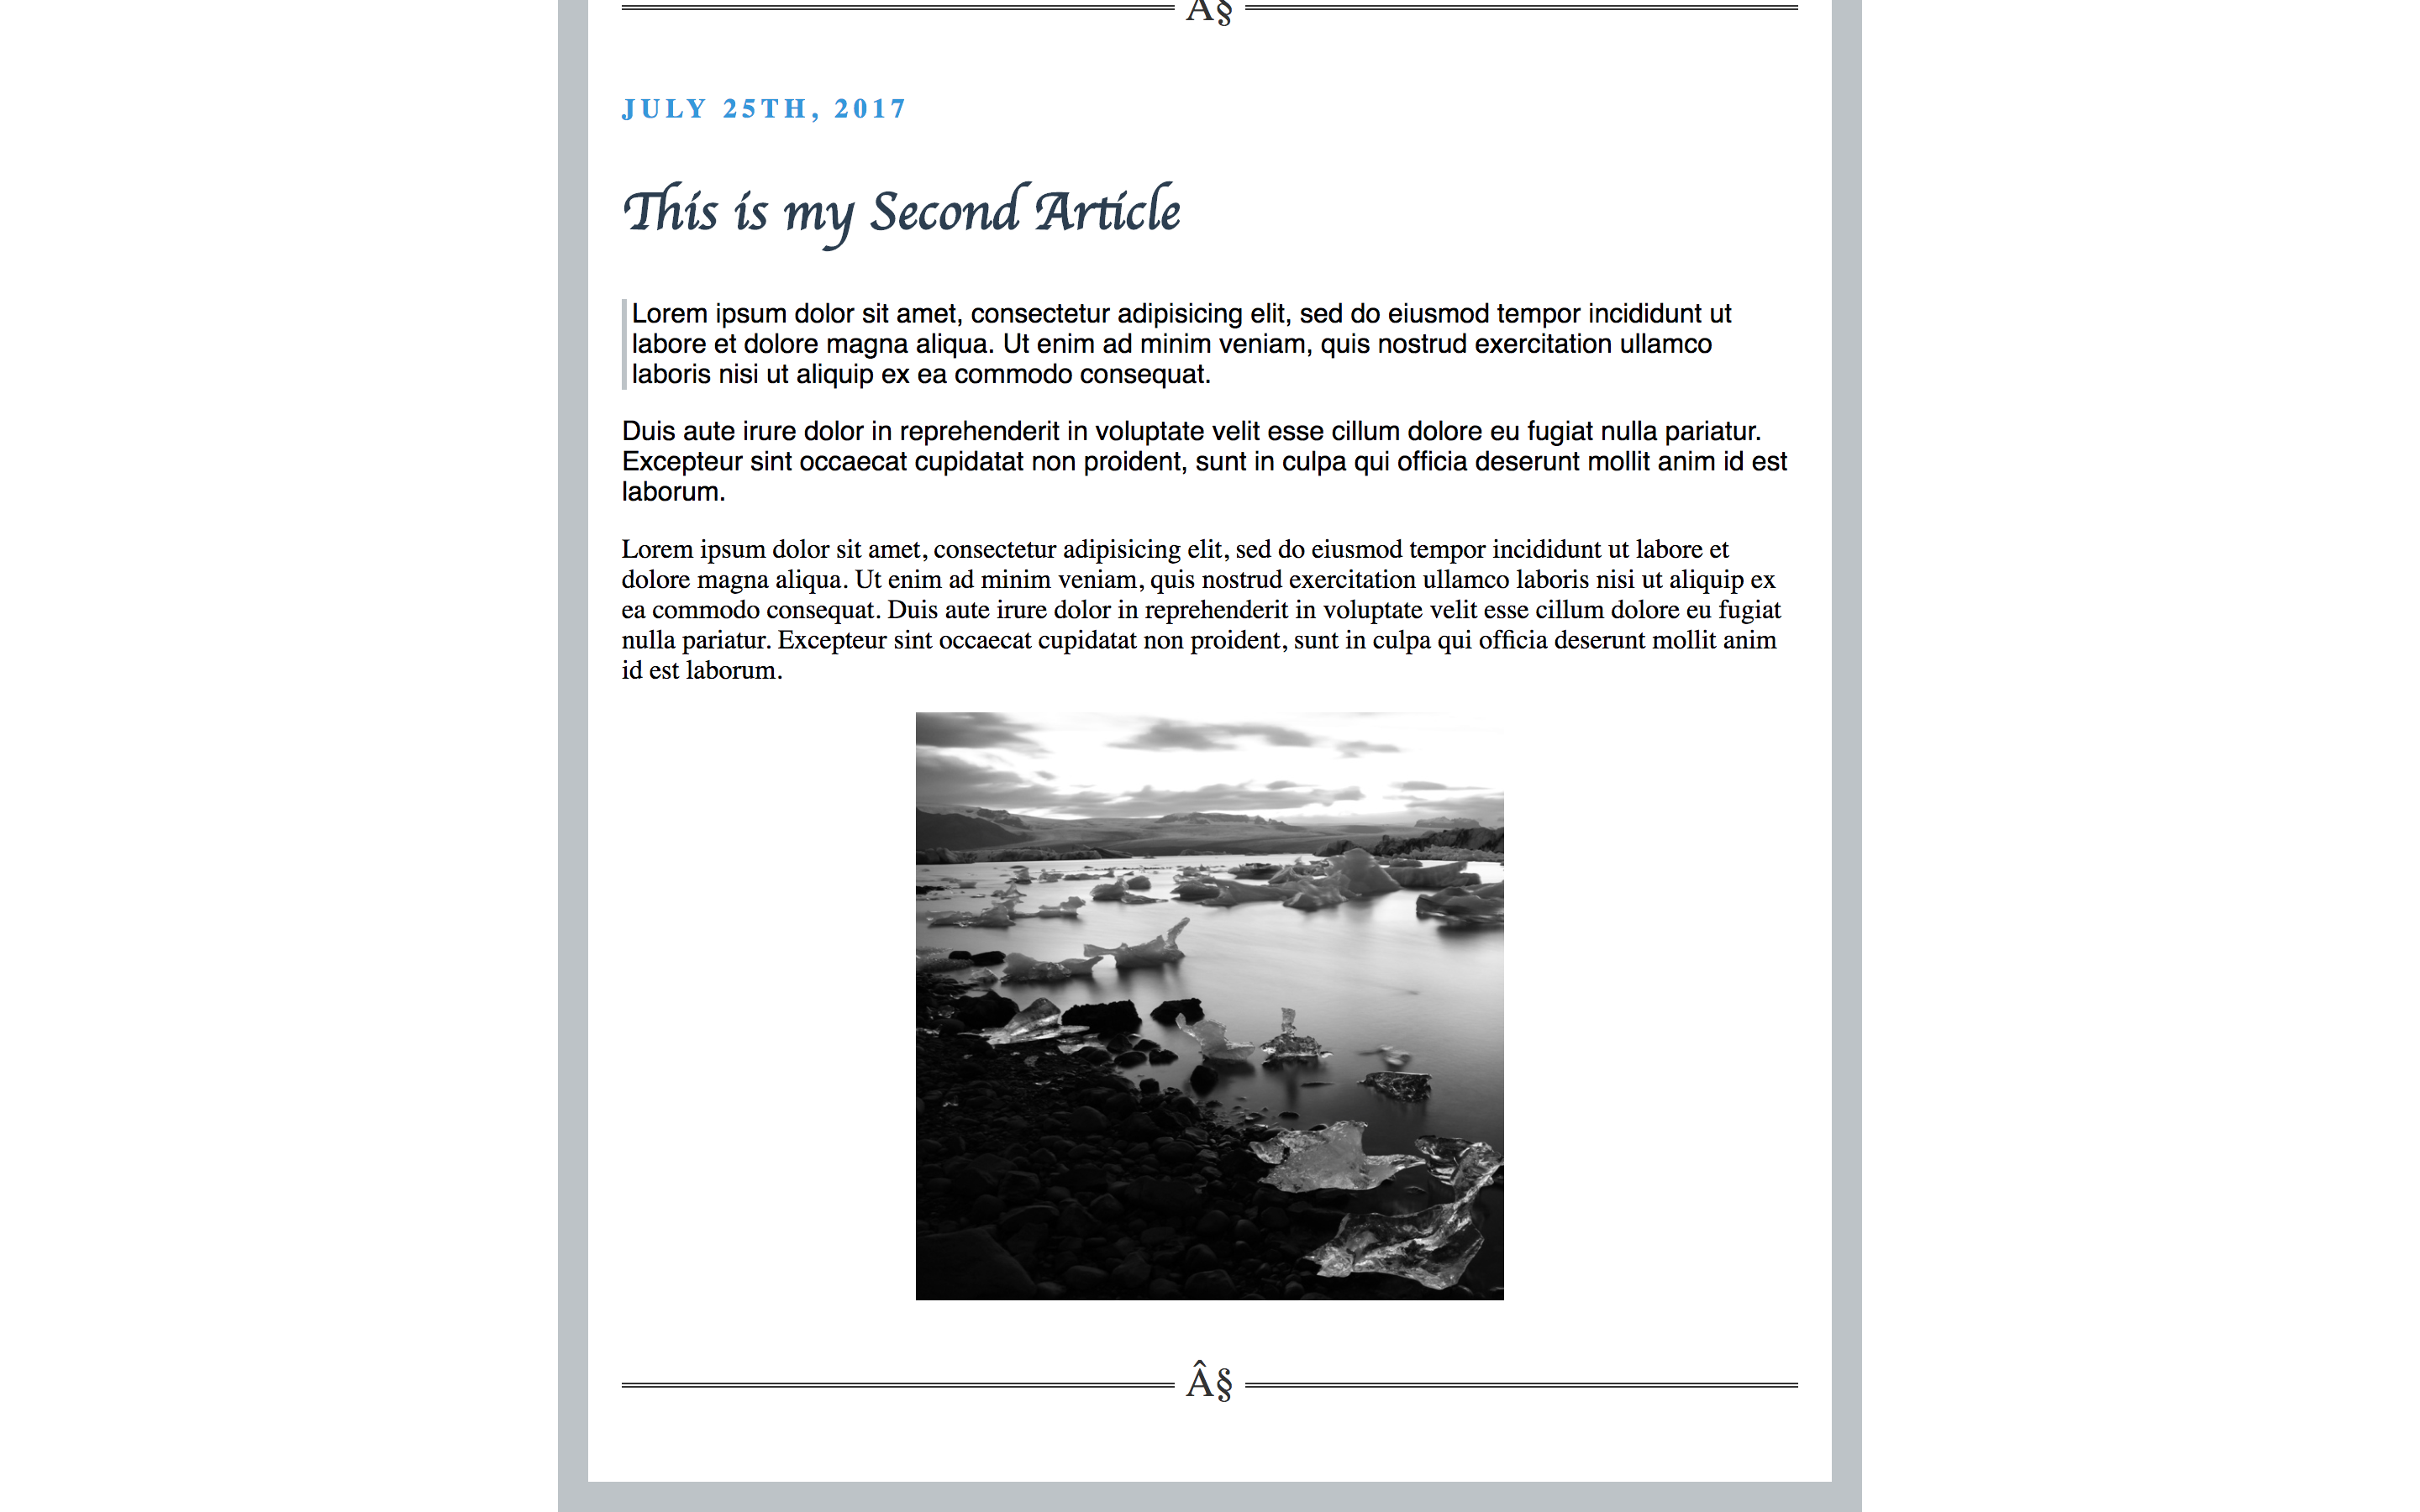 Â§
JULY 25TH, 2017
This is my Second Article
Lorem ipsum dolor sit amet, consectetur adipisicing elit, sed do eiusmod tempor incididunt ut
labore et dolore magna aliqua. Ut enim ad minim veniam, quis nostrud exercitation ullamco
laboris nisi ut aliquip ex ea commodo consequat.
Duis aute irure dolor in reprehenderit in voluptate velit esse cillum dolore eu fugiat nulla pariatur.
Excepteur sint occaecat cupidatat non proident, sunt in culpa qui officia deserunt mollit anim id est
laborum.
Lorem ipsum dolor sit amet, consectetur adipisicing elit, sed do eiusmod tempor incididunt ut labore et
dolore magna aliqua. Ut enim ad minim veniam, quis nostrud exercitation ullamco laboris nisi ut aliquip ex
ea commodo consequat. Duis aute irure dolor in reprehenderit in voluptate velit esse cillum dolore eu fugiat
nulla pariatur. Excepteur sint occaecat cupidatat non proident, sunt in culpa qui officia deserunt mollit anim
id est laborum.
Â§